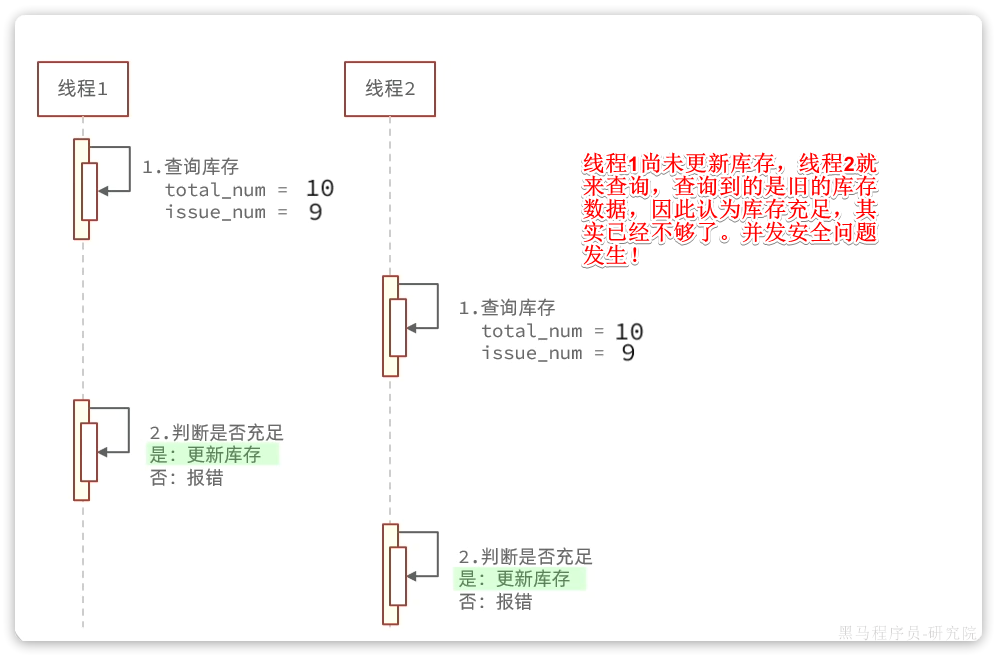 线程1
线程2
1.查询库存
total_num = 10
issue_num = 9
线程1尚未更新库存，线程2就
来查询，查询到的是旧的库存
数据，因此认为库存充足，其
实已经不够了。并发安全问题
发生！
1.查询库存
total_num = 10
issue_num = 9
2.判断是否充足
是：更新库存
否：报错
2.判断是否充足
是：更新库存
否：报错
黑马程序员-研究院